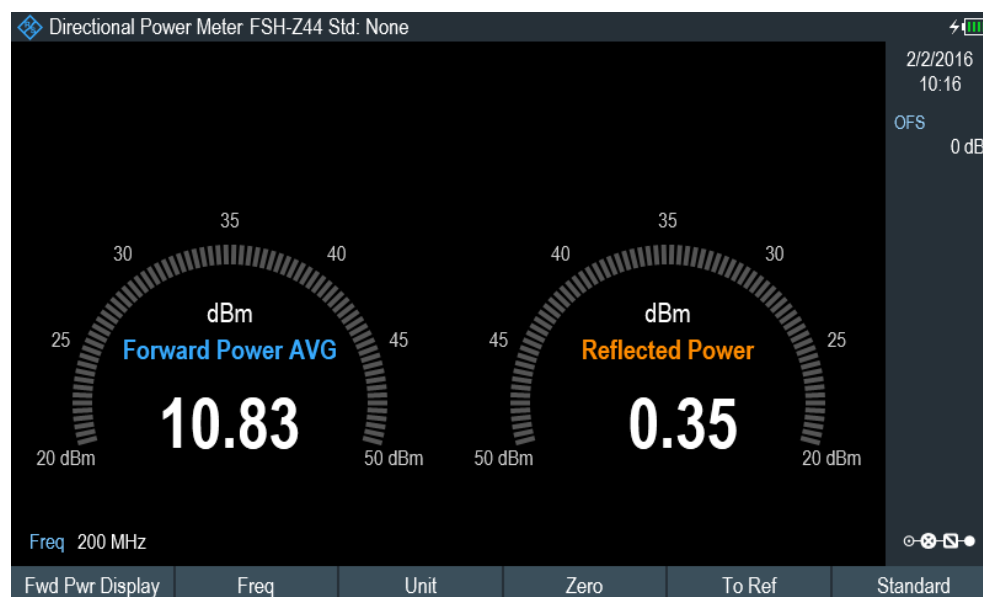 Directional Power Meter FSH-Z44 Std: None
2/2/2016
10:16
OFS
0 dB
35
30
40
25
45
dBm
Forward Power AVG
10.83
20 dBm
50 dBm
35
40
30
45
25
dBm
Reflected Power
0.35
50 dBm
20 dBm
Freq 200 MHz
Fwd Pwr Display
Freq
Unit
Zero
To Ref
Standard